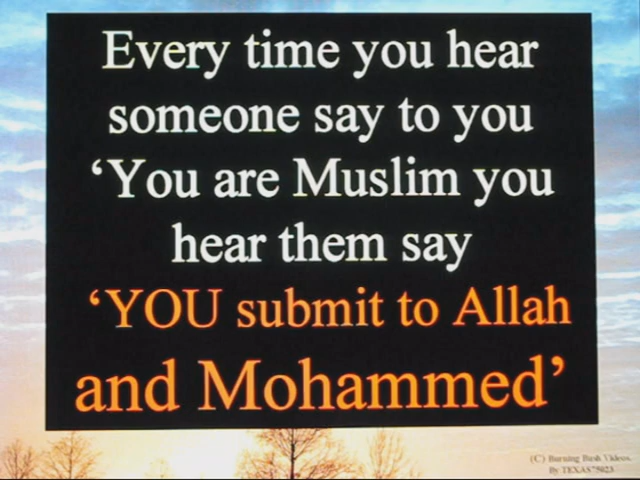 Every time you hear
someone say to you
‘You are Muslim you
hear them say
‘YOU submit to Allah
and Mohammed’
(C) Burning Bush Videos.
By TEXAS75023